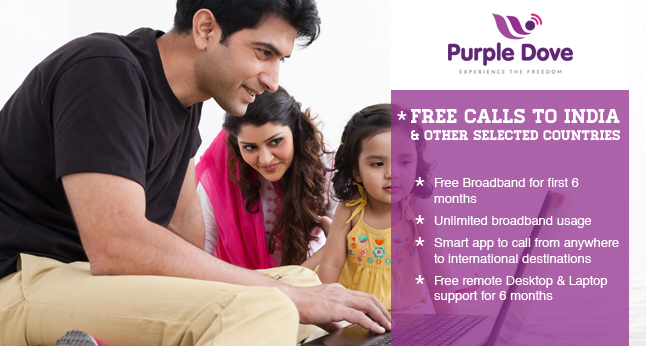 Purple Dove
EXPERIENCE THE FREEDOM
* FREE CALLS TO INDIA
& OTHER SELECTED COUNTRIES
* Free Broadband for first 6
months
* Unlimited broadband usage
* Smart app to call from anywhere
to international destinations
* Free remote Desktop & Laptop
support for 6 months